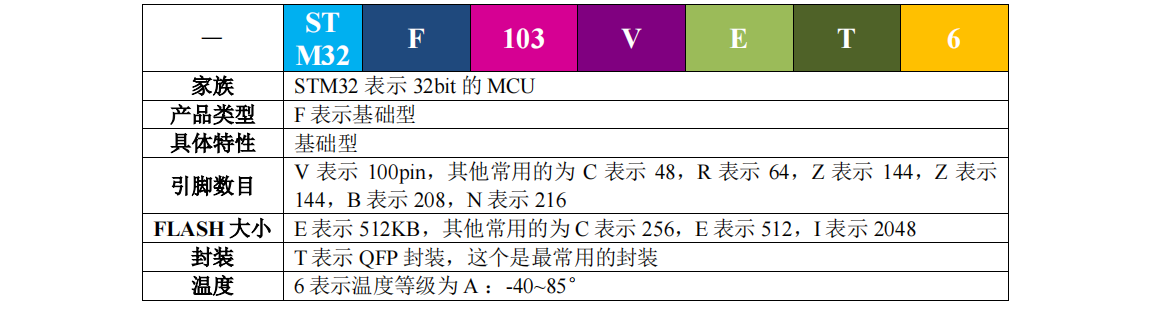 — ST M32 F 103 V E T 6
家族 STM32 表示 32bit 的 MCU
产品类型 F 表示基础型
具体特性 基础型
引脚数目 V 表示 100pin，其他常用的为 C 表示 48，R 表示 64，Z 表示 144，Z 表示
144，B 表示 208，N 表示 216
FLASH 大小 E 表示 512KB，其他常用的为 C 表示 256，E 表示 512，I 表示 2048
封装 T 表示 QFP 封装，这个是最常用的封装
温度 6 表示温度等级为 A ：-40~85°